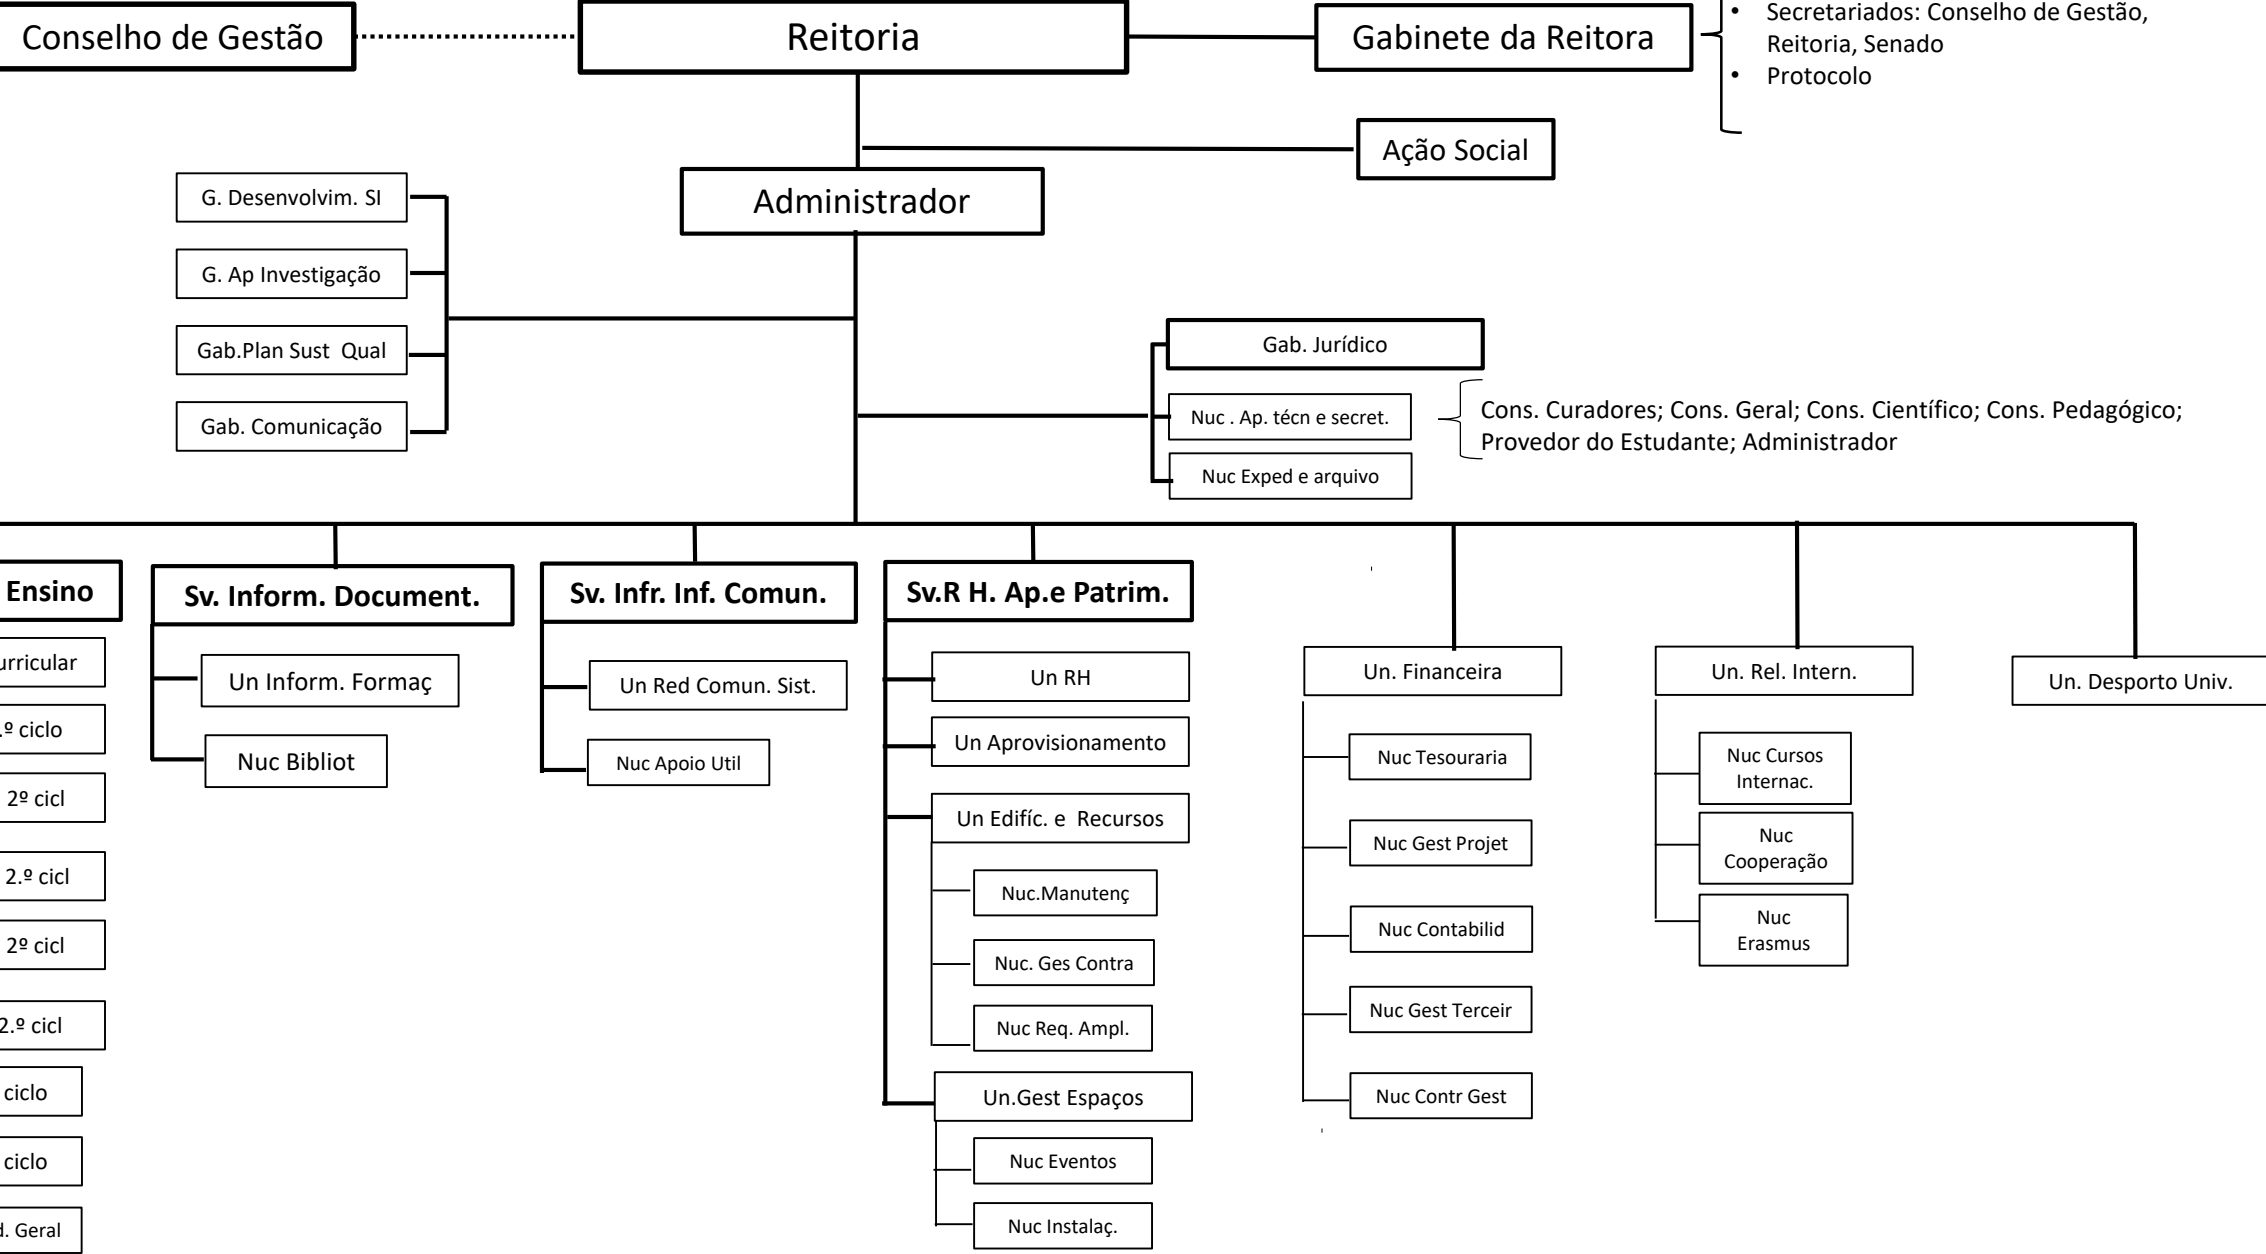 Conselho de Gestão
Reitoria
Gabinete da Reitora
• Secretariados: Conselho de Gestão,
Reitoria, Senado
• Protocolo
Ação Social
Administrador
G. Desenvolvim. SI
G. Ap Investigação
Gab.Plan Sust Qual
Gab. Comunicação
Gab. Jurídico
Nuc . Ap. técn e secret.
Cons. Curadores; Cons. Geral; Cons. Científico; Cons. Pedagógico;
Provedor do Estudante; Administrador
Nuc Exped e arquivo
Ensino
ciclo
2º cicl
2.º cicl
2º cicl
2.º cicl
ciclo
ciclo
Geral
Sv. Inform. Document.
Un Inform. Formaç
Nuc Bibliot
Sv. Infr. Inf. Comun.
Un Red Comun. Sist.
Nuc Apoio Util
Sv.R H. Ap.e Patrim.
Un RH
Un Aprovisionamento
Un Edifíc. e Recursos
Nuc.Manutenç
Nuc. Ges Contra
Nuc Req. Ampl.
Un.Gest Espaços
Nuc Eventos
Nuc Instalaç.
Un. Financeira
Nuc Tesouraria
Nuc Gest Projet
Nuc Contabilid
Nuc Gest Terceir
Nuc Contr Gest
Un. Rel. Intern.
Nuc Cursos
Internac.
Nuc
Cooperação
Nuc
Erasmus
Un. Desporto Univ.